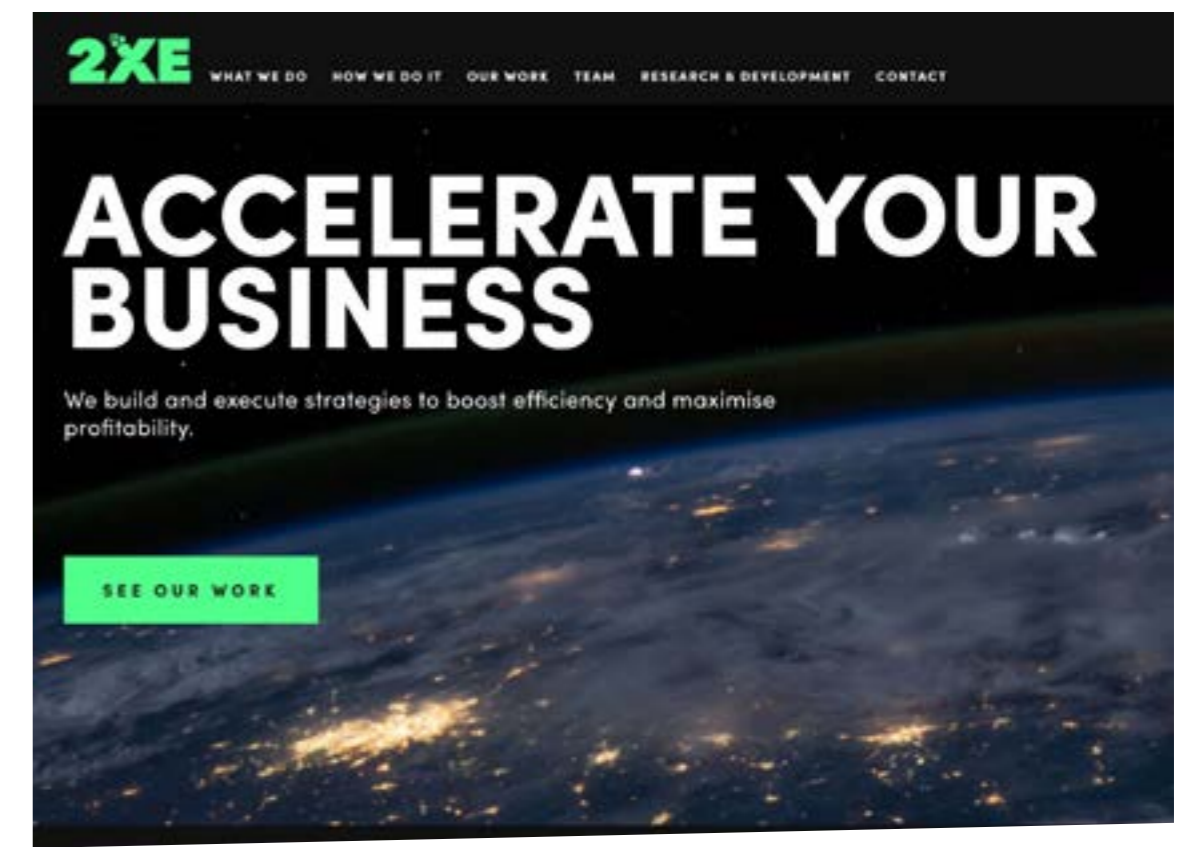 2XE
WHAT WE DO HOW WE DO IT OUR WORK TEAM RESEARCH & DEVELOPMENT CONTACT
ACCELERATE YOUR
BUSINESS
We build and execute strategies to boost efficiency and maximise
profitability.
SEE OUR WORK